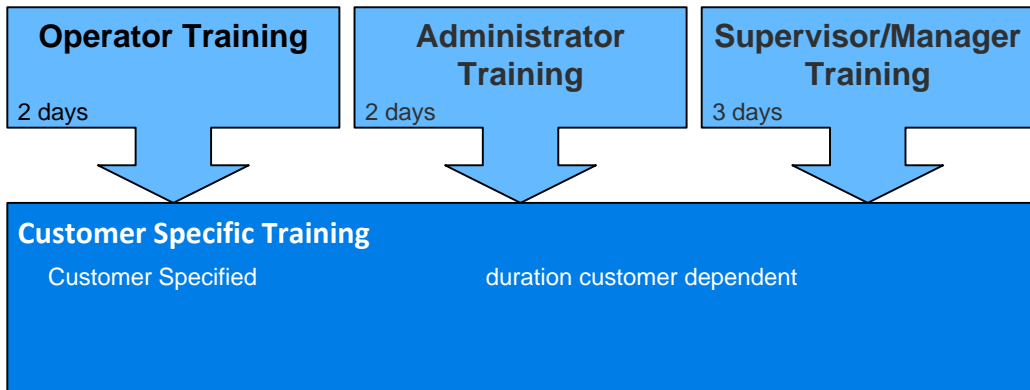 Operator Training
2 days
Administrator
Training
2 days
Supervisor/Manager
Training
3 days
Customer Specific Training
Customer Specified duration customer dependent